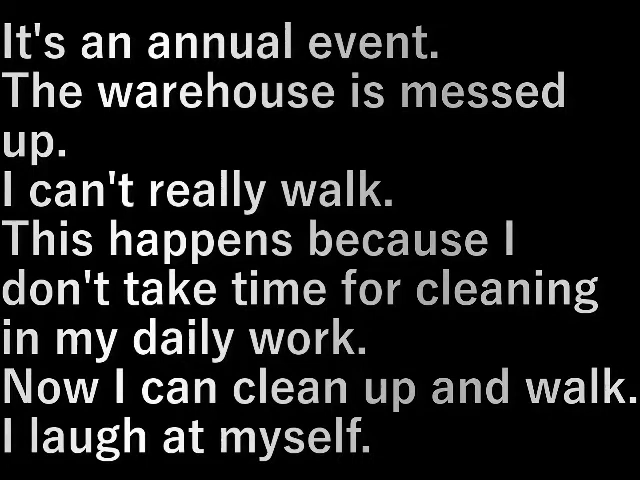 It's an annual event.
The warehouse is messed
up.
I can't really walk.
This happens because I
don't take time for cleaning
in my daily work.
Now I can clean up and walk.
I laugh at myself.